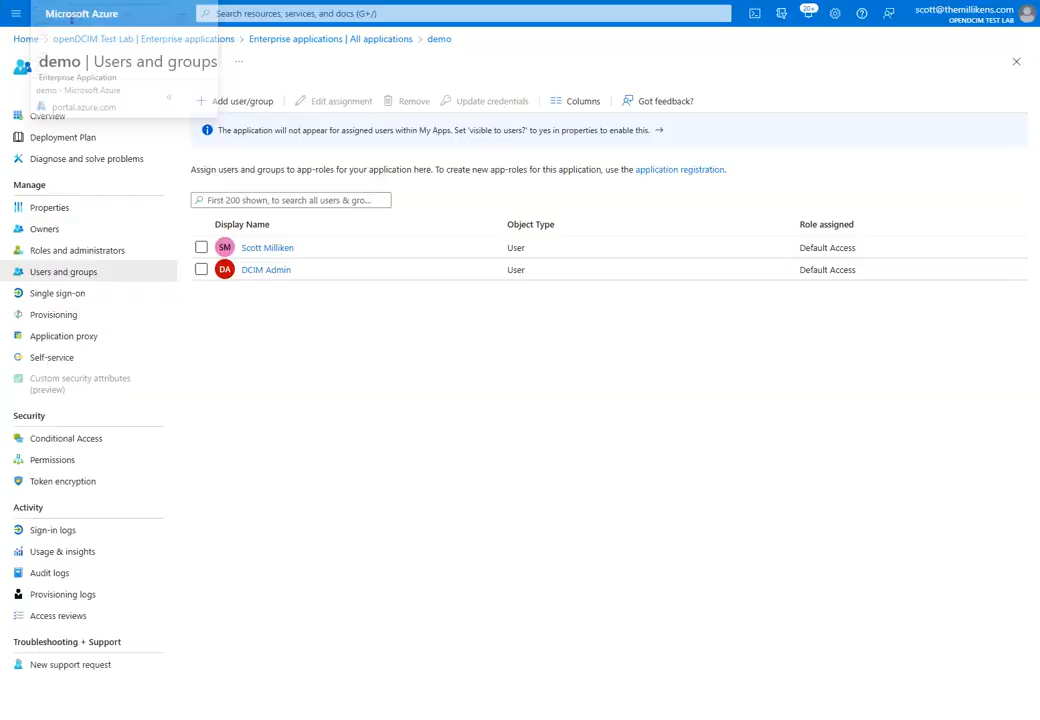 Microsoft Azure
Search resources, services, and docs (G+/)
20+
scott@themillikens.com
OPENDCIM TEST LAB
Home > openDCIM Test Lab | Enterprise applications > Enterprise applications | All applications > demo
demo | Users and groups ...
Enterprise Application
demo - Microsoft Azure
portal.azure.com
«
Add user/group
Edit assignment
Remove
Update credentials
Columns
Got feedback?
The application will not appear for assigned users within My Apps. Set 'visible to users?' to yes in properties to enable this. →
Assign users and groups to app-roles for your application here. To create new app-roles for this application, use the application registration.
First 200 shown, to search all users & gro...
Display Name Object Type Role assigned
SM Scott Milliken User Default Access
DA DCIM Admin User Default Access
Overview
Deployment Plan
Diagnose and solve problems
Manage
Properties
Owners
Roles and administrators
Users and groups
Single sign-on
Provisioning
Application proxy
Self-service
Custom security attributes
(preview)
Security
Conditional Access
Permissions
Token encryption
Activity
Sign-in logs
Usage & insights
Audit logs
Provisioning logs
Access reviews
Troubleshooting + Support
New support request